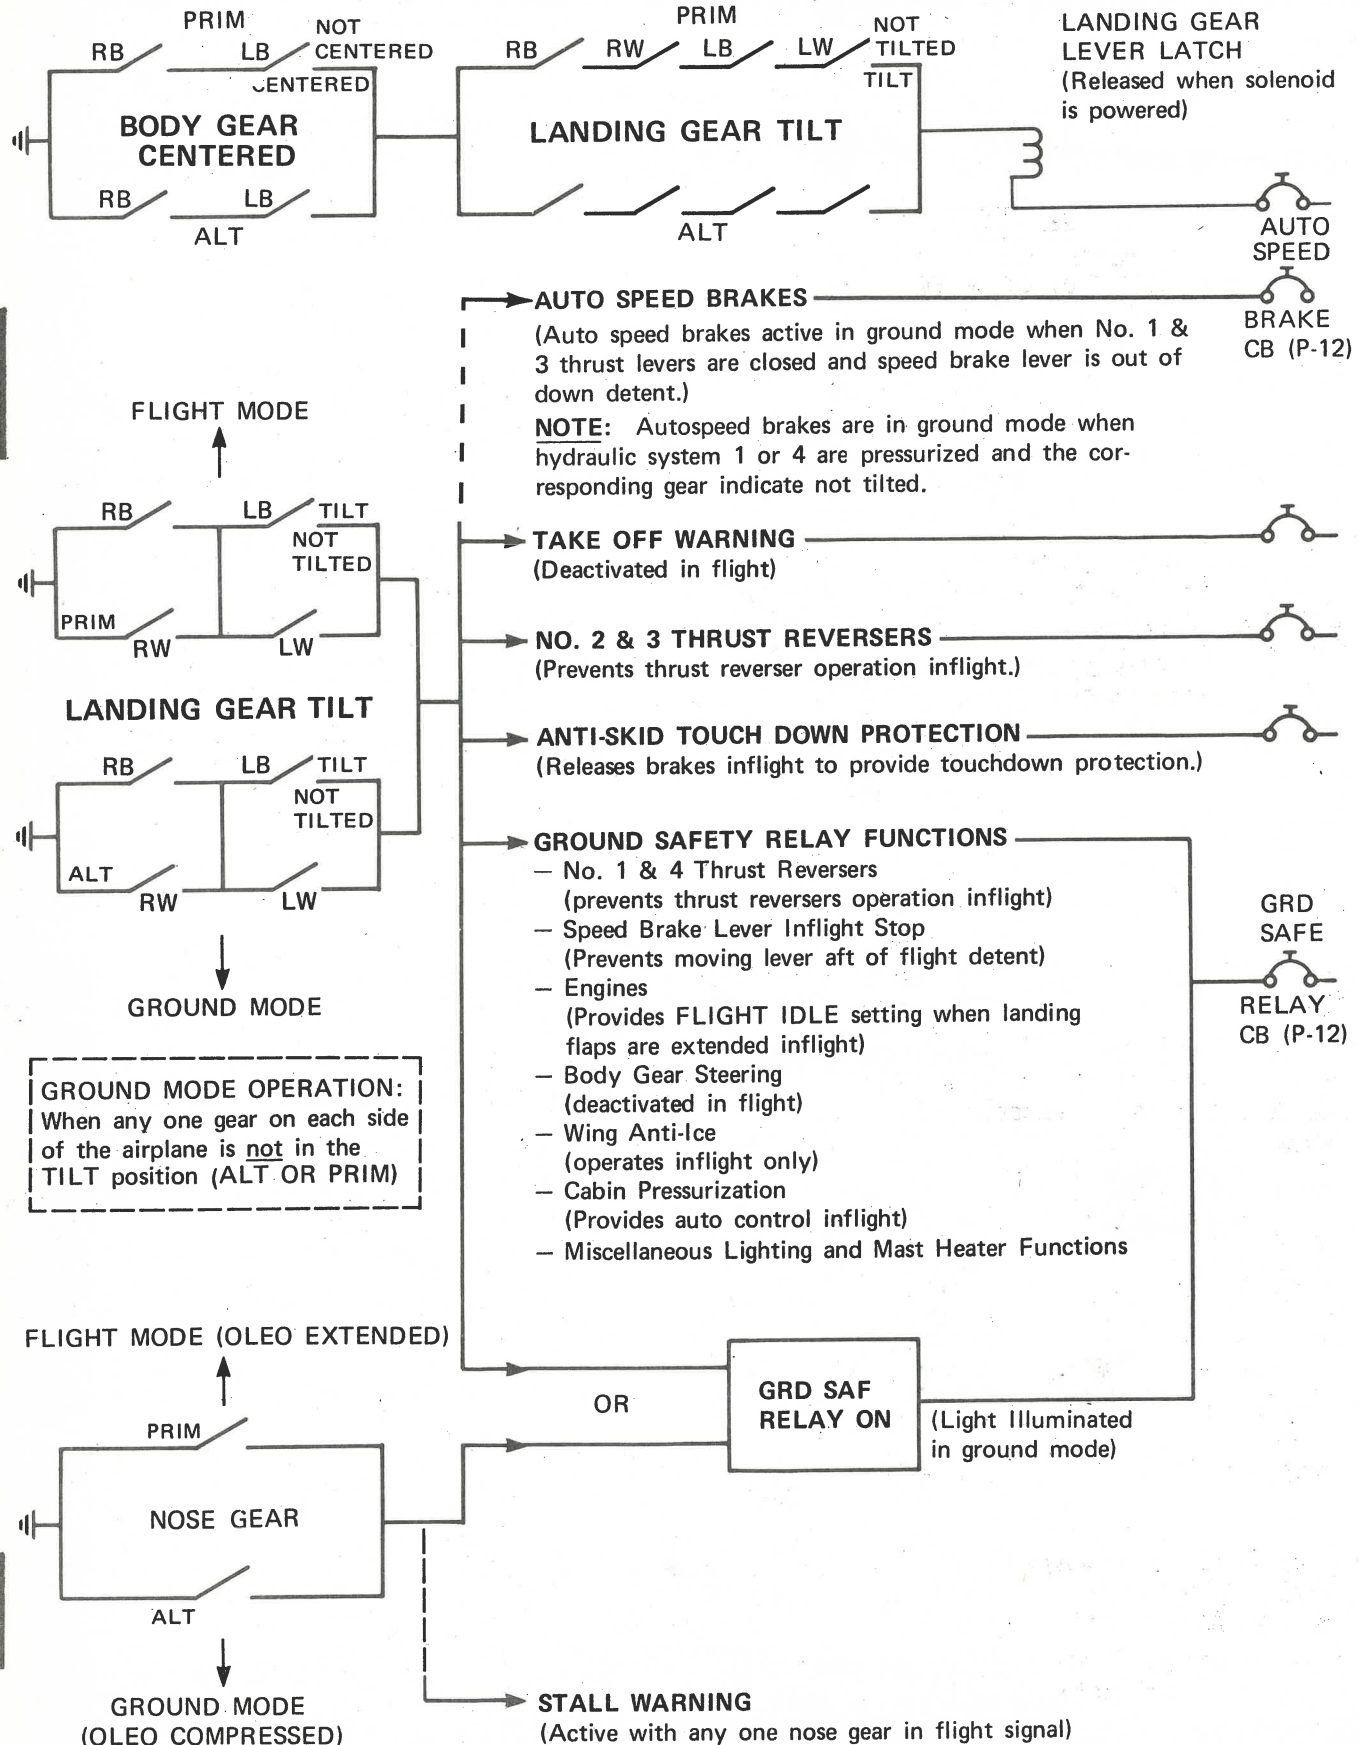 PRIM
RB
LB
NOT
CENTERED
CENTERED
BODY GEAR
CENTERED
RB
LB
ALT
PRIM
RB
RW
LB
LW
NOT
TILTED
TILT
LANDING GEAR TILT
ALT
LANDING GEAR
LEVER LATCH
(Released when solenoid
is powered)
AUTO
SPEED
BRAKE
CB (P-12)
AUTO SPEED BRAKES
(Auto speed brakes active in ground mode when No. 1 &
3 thrust levers are closed and speed brake lever is out of
down detent.)
NOTE: Autospeed brakes are in ground mode when
hydraulic system 1 or 4 are pressurized and the cor-
responding gear indicate not tilted.
FLIGHT MODE
RB
LB
TILT
NOT
TILTED
PRIM
RW
LW
LANDING GEAR TILT
RB
LB
TILT
NOT
TILTED
ALT
RW
LW
GROUND MODE
TAKE OFF WARNING
(Deactivated in flight)
NO. 2 & 3 THRUST REVERSERS
(Prevents thrust reverser operation inflight.)
ANTI-SKID TOUCH DOWN PROTECTION
(Releases brakes inflight to provide touchdown protection.)
GROUND SAFETY RELAY FUNCTIONS
— No. 1 & 4 Thrust Reversers
(prevents thrust reversers operation inflight)
— Speed Brake Lever Inflight Stop
(Prevents moving lever aft of flight detent)
— Engines
(Provides FLIGHT IDLE setting when landing
flaps are extended inflight)
— Body Gear Steering
(deactivated in flight)
— Wing Anti-Ice
(operates inflight only)
— Cabin Pressurization
(Provides auto control inflight)
— Miscellaneous Lighting and Mast Heater Functions
GRD
SAFE
RELAY
CB (P-12)
GROUND MODE OPERATION:
When any one gear on each side
of the airplane is not in the
TILT position (ALT OR PRIM)
FLIGHT MODE (OLEO EXTENDED)
PRIM
NOSE GEAR
ALT
GROUND MODE
(OLEO COMPRESSED)
OR
GRD SAF
RELAY ON
(Light Illuminated
in ground mode)
STALL WARNING
(Active with any one nose gear in flight signal)